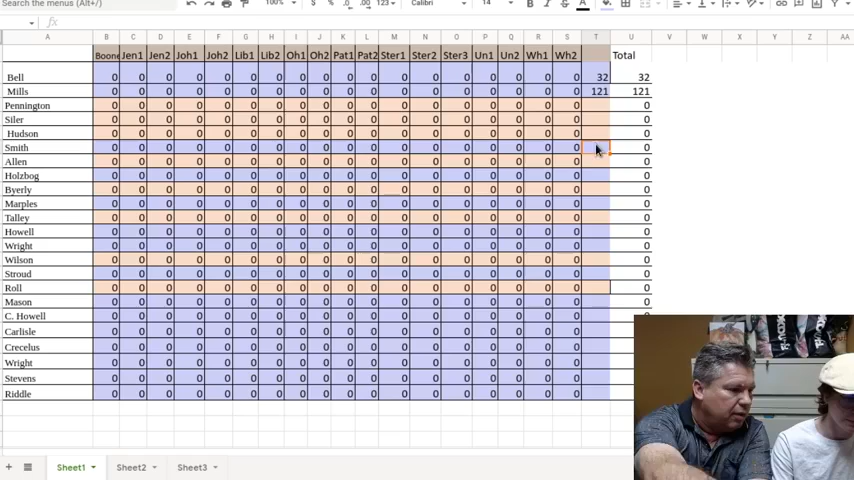 Search the menus (Alt+/)
100% $ % .0 .00 123 Calibri 14 A
fx
A B C D E F G H I J K L M N O P Q R S T U V W X Y Z AA
Boone Jen1 Jen2 Joh1 Joh2 Lib1 Lib2 Oh1 Oh2 Pat1 Pat2 Ster1 Ster2 Ster3 Un1 Un2 Wh1 Wh2 Total
Bell 0 0 0 0 0 0 0 0 0 0 0 0 0 0 0 0 0 0 32 32
Mills 0 0 0 0 0 0 0 0 0 0 0 0 0 0 0 0 0 0 121 121
Pennington 0 0 0 0 0 0 0 0 0 0 0 0 0 0 0 0 0 0 0
Siler 0 0 0 0 0 0 0 0 0 0 0 0 0 0 0 0 0 0 0
Hudson 0 0 0 0 0 0 0 0 0 0 0 0 0 0 0 0 0 0 0
Smith 0 0 0 0 0 0 0 0 0 0 0 0 0 0 0 0 0 0 0
Allen 0 0 0 0 0 0 0 0 0 0 0 0 0 0 0 0 0 0 0
Holzbog 0 0 0 0 0 0 0 0 0 0 0 0 0 0 0 0 0 0 0
Byerly 0 0 0 0 0 0 0 0 0 0 0 0 0 0 0 0 0 0 0
Marples 0 0 0 0 0 0 0 0 0 0 0 0 0 0 0 0 0 0 0
Talley 0 0 0 0 0 0 0 0 0 0 0 0 0 0 0 0 0 0 0
Howell 0 0 0 0 0 0 0 0 0 0 0 0 0 0 0 0 0 0 0
Wright 0 0 0 0 0 0 0 0 0 0 0 0 0 0 0 0 0 0 0
Wilson 0 0 0 0 0 0 0 0 0 0 0 0 0 0 0 0 0 0 0
Stroud 0 0 0 0 0 0 0 0 0 0 0 0 0 0 0 0 0 0 0
Roll 0 0 0 0 0 0 0 0 0 0 0 0 0 0 0 0 0 0 0
Mason 0 0 0 0 0 0 0 0 0 0 0 0 0 0 0 0 0 0 0
C. Howell 0 0 0 0 0 0 0 0 0 0 0 0 0 0 0 0 0 0
Carlisle 0 0 0 0 0 0 0 0 0 0 0 0 0 0 0 0 0 0
Crecelus 0 0 0 0 0 0 0 0 0 0 0 0 0 0 0 0 0 0
Wright 0 0 0 0 0 0 0 0 0 0 0 0 0 0 0 0 0 0
Stevens 0 0 0 0 0 0 0 0 0 0 0 0 0 0 0 0 0 0
Riddle 0 0 0 0 0 0 0 0 0 0 0 0 0 0 0 0 0 0
+ Sheet1 Sheet2 Sheet3